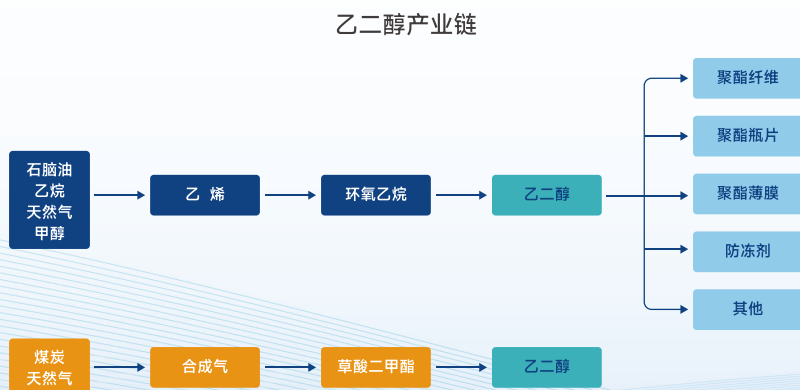 乙二醇产业链
石脑油
乙烷
天然气
甲醇
乙 烯
环氧乙烷
乙二醇
聚酯纤维
聚酯瓶片
聚酯薄膜
防冻剂
其他
煤炭
天然气
合成气
草酸二甲酯
乙二醇